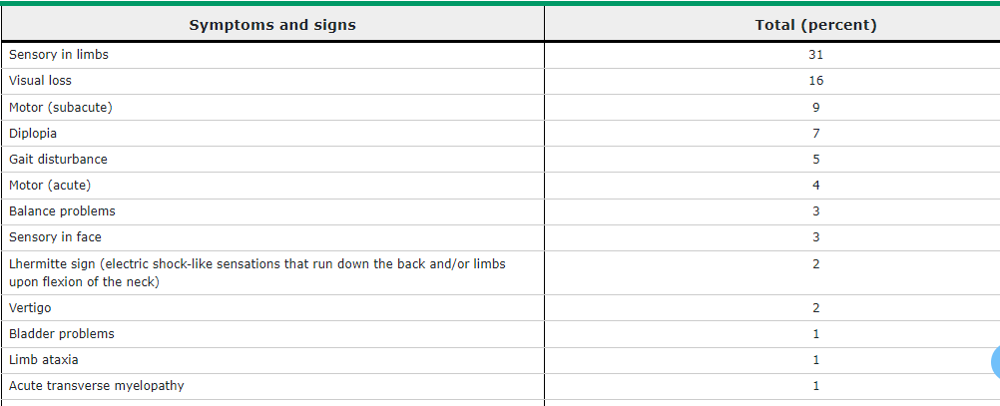 Symptoms and signs Total (percent)
Sensory in limbs 31
Visual loss 16
Motor (subacute) 9
Diplopia 7
Gait disturbance 5
Motor (acute) 4
Balance problems 3
Sensory in face 3
Lhermitte sign (electric shock-like sensations that run down the back and/or limbs 2
upon flexion of the neck)
Vertigo 2
Bladder problems 1
Limb ataxia 1
Acute transverse myelopathy 1